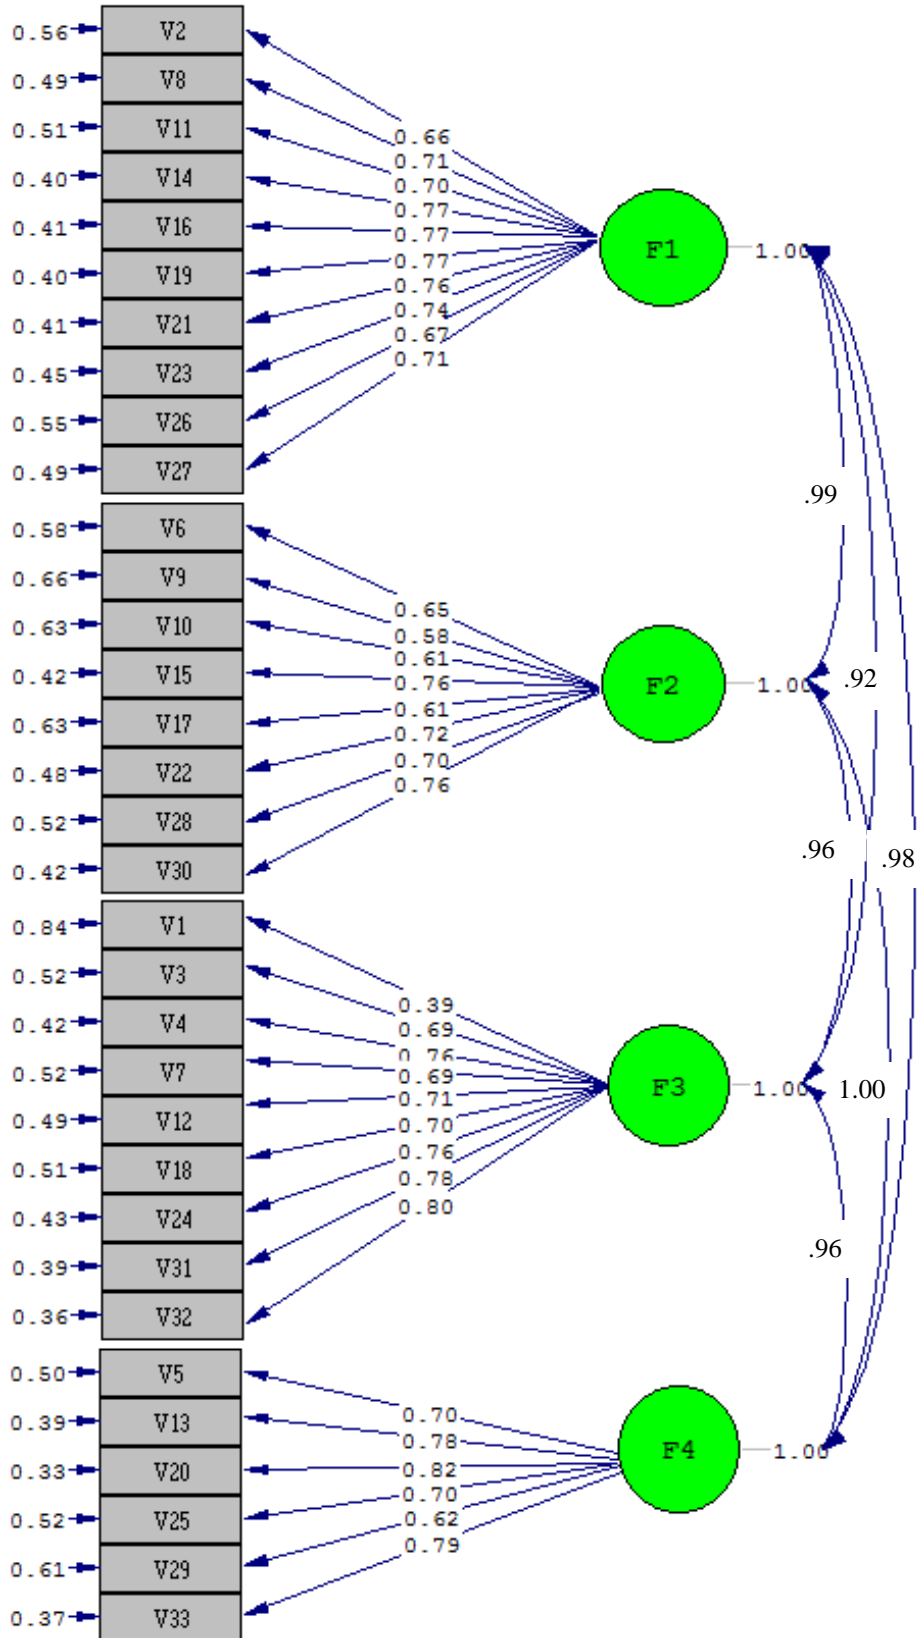 0.56 V2
0.49 V8
0.51 V11
0.40 V14
0.41 V16
0.40 V19
0.41 V21
0.45 V23
0.55 V26
0.49 V27
0.66
0.71
0.70
0.77
0.77
0.77
0.76
0.74
0.67
0.71
F1 1.00
.99
0.58 V6
0.66 V9
0.63 V10
0.42 V15
0.63 V17
0.48 V22
0.52 V28
0.42 V30
0.65
0.58
0.61
0.76
0.61
0.72
0.70
0.76
F2 1.00
.92
.96 .98
0.84 V1
0.52 V3
0.42 V4
0.52 V7
0.49 V12
0.51 V18
0.43 V24
0.39 V31
0.36 V32
0.39
0.69
0.76
0.69
0.71
0.70
0.76
0.78
0.80
F3 1.00
1.00
.96
0.50 V5
0.39 V13
0.33 V20
0.52 V25
0.61 V29
0.37 V33
0.70
0.78
0.82
0.70
0.62
0.79
F4 1.00